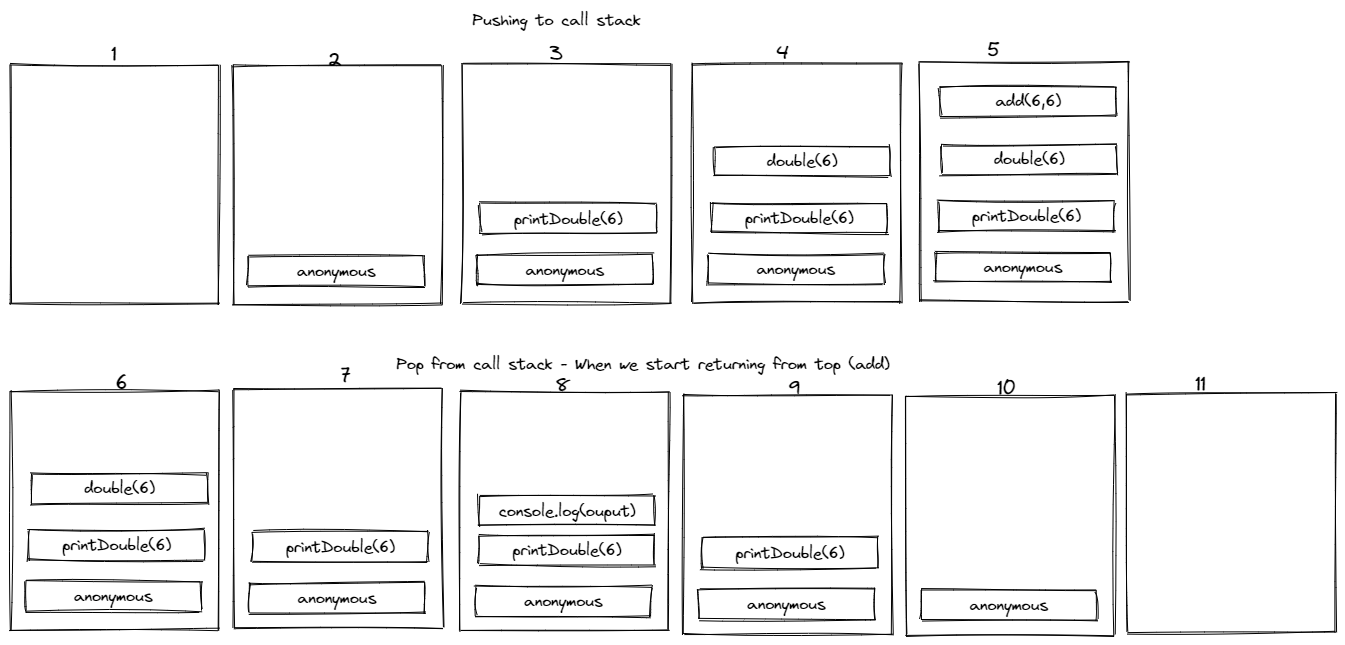 Pushing to call stack
1
2
3
4
5
add(6,6)
double(6)
double(6)
printDouble(6)
printDouble(6)
printDouble(6)
anonymous
anonymous
anonymous
anonymous
Pop from call stack - When we start returning from top (add)
6
7
8
9
10
11
double(6)
console.log(ouput)
printDouble(6)
printDouble(6)
printDouble(6)
printDouble(6)
anonymous
anonymous
anonymous
anonymous
anonymous